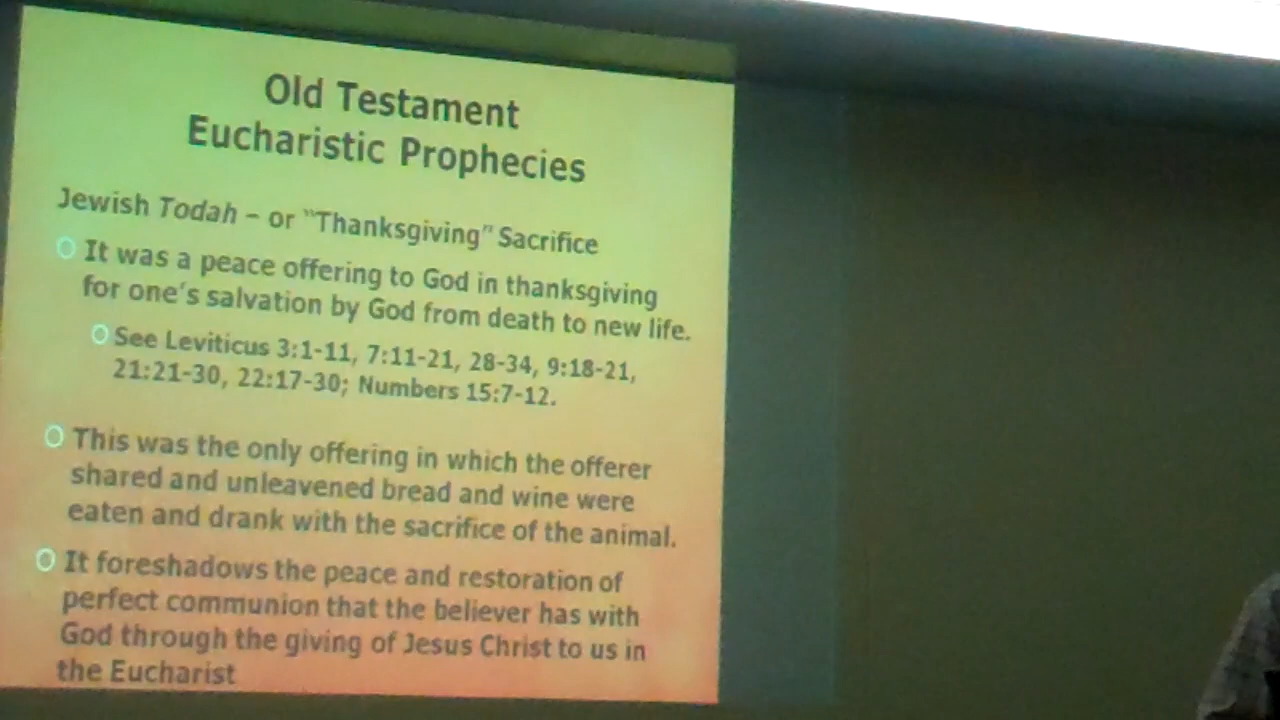 Old Testament
Eucharistic Prophecies
Jewish Todah – or "Thanksgiving" Sacrifice
It was a peace offering to God in thanksgiving
for one's salvation by God from death to new life.
See Leviticus 3:1-11, 7:11-21, 28-34, 9:18-21,
21:21-30, 22:17-30; Numbers 15:7-12.
This was the only offering in which the offerer
shared and unleavened bread and wine were
eaten and drank with the sacrifice of the animal.
It foreshadows the peace and restoration of
perfect communion that the believer has with
God through the giving of Jesus Christ to us in
the Eucharist